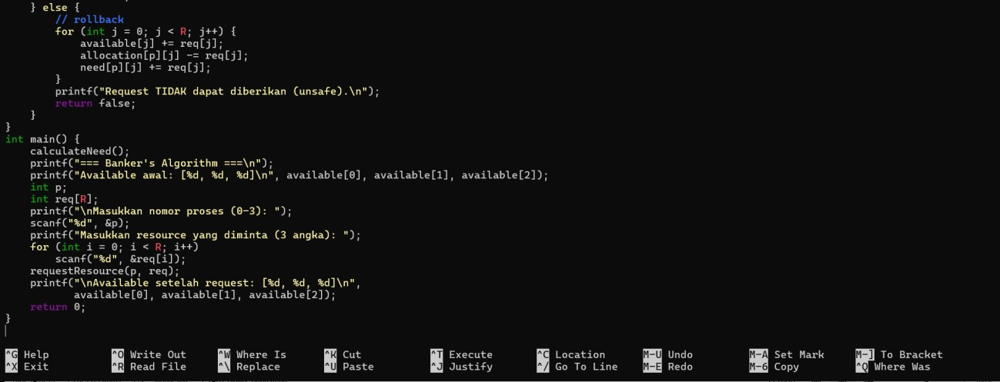 } else {
        // rollback
        for (int j = 0; j < R; j++) {
            available[j] += req[j];
            allocation[p][j] -= req[j];
            need[p][j] += req[j];
        }
        printf("Request TIDAK dapat diberikan (unsafe).\n");
        return false;
    }
}
int main() {
    calculateNeed();
    printf("=== Banker's Algorithm ===\n");
    printf("Available awal: [%d, %d, %d]\n", available[0], available[1], available[2]);
    int p;
    int req[R];
    printf("\nMasukkan nomor proses (0-3): ");
    scanf("%d", &p);
    printf("Masukkan resource yang diminta (3 angka): ");
    for (int i = 0; i < R; i++)
        scanf("%d", &req[i]);
    requestResource(p, req);
    printf("\nAvailable setelah request: [%d, %d, %d]\n",
           available[0], available[1], available[2]);
    return 0;
}
^G Help ^O Write Out ^W Where Is ^K Cut ^T Execute ^C Location M-U Undo M-A Set Mark M-] To Bracket
^X Exit ^R Read File ^\ Replace ^U Paste ^J Justify ^/ Go To Line M-E Redo M-6 Copy ^Q Where Was